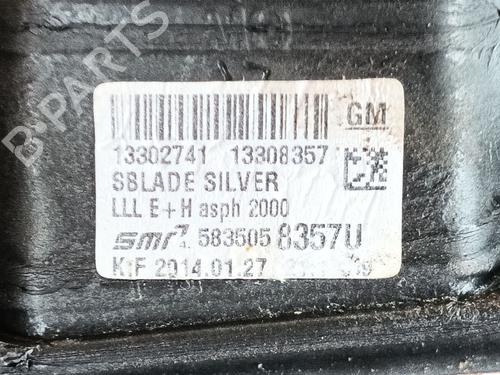 B-PARTS
GM
13302741 13308357
SBLADE SILVER
LLL E+H asph 2000
smr 583505 8357U
K:F 2014.01.27